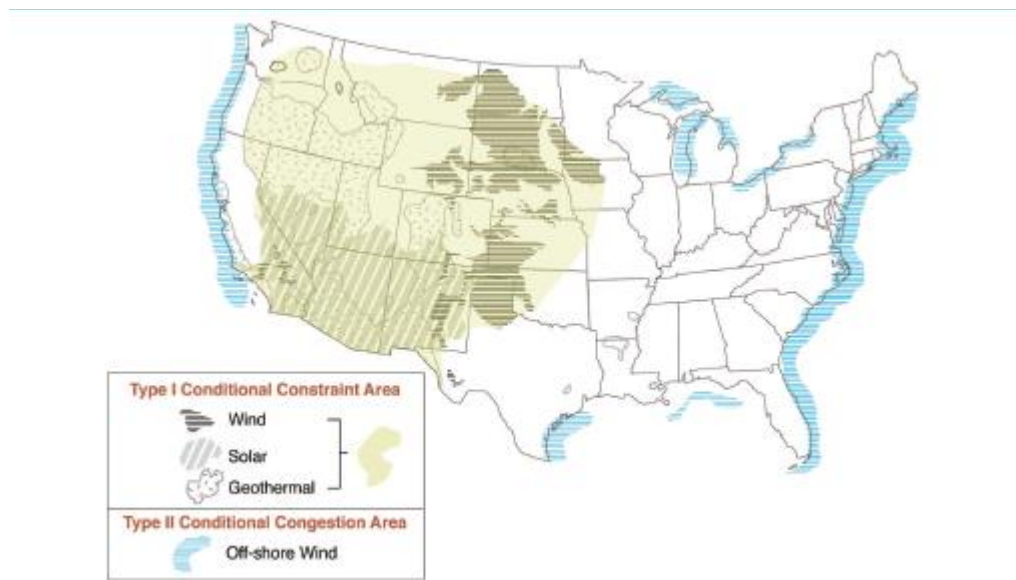 Type I Conditional Constraint Area
Wind
Solar
Geothermal
Type II Conditional Congestion Area
Off-shore Wind